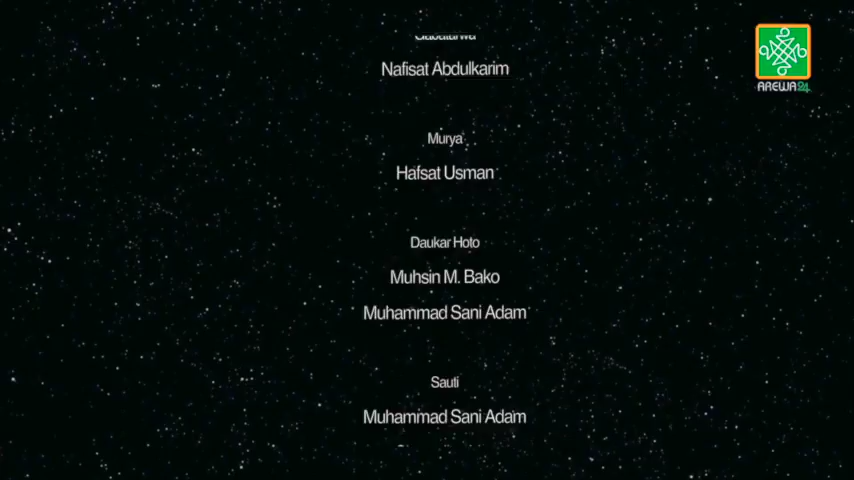 Nafisat Abdulkarim
Murya
Hafsat Usman
Daukar Hoto
Muhsin M. Bako
Muhammad Sani Adam
Sauti
Muhammad Sani Adam
AREWA24